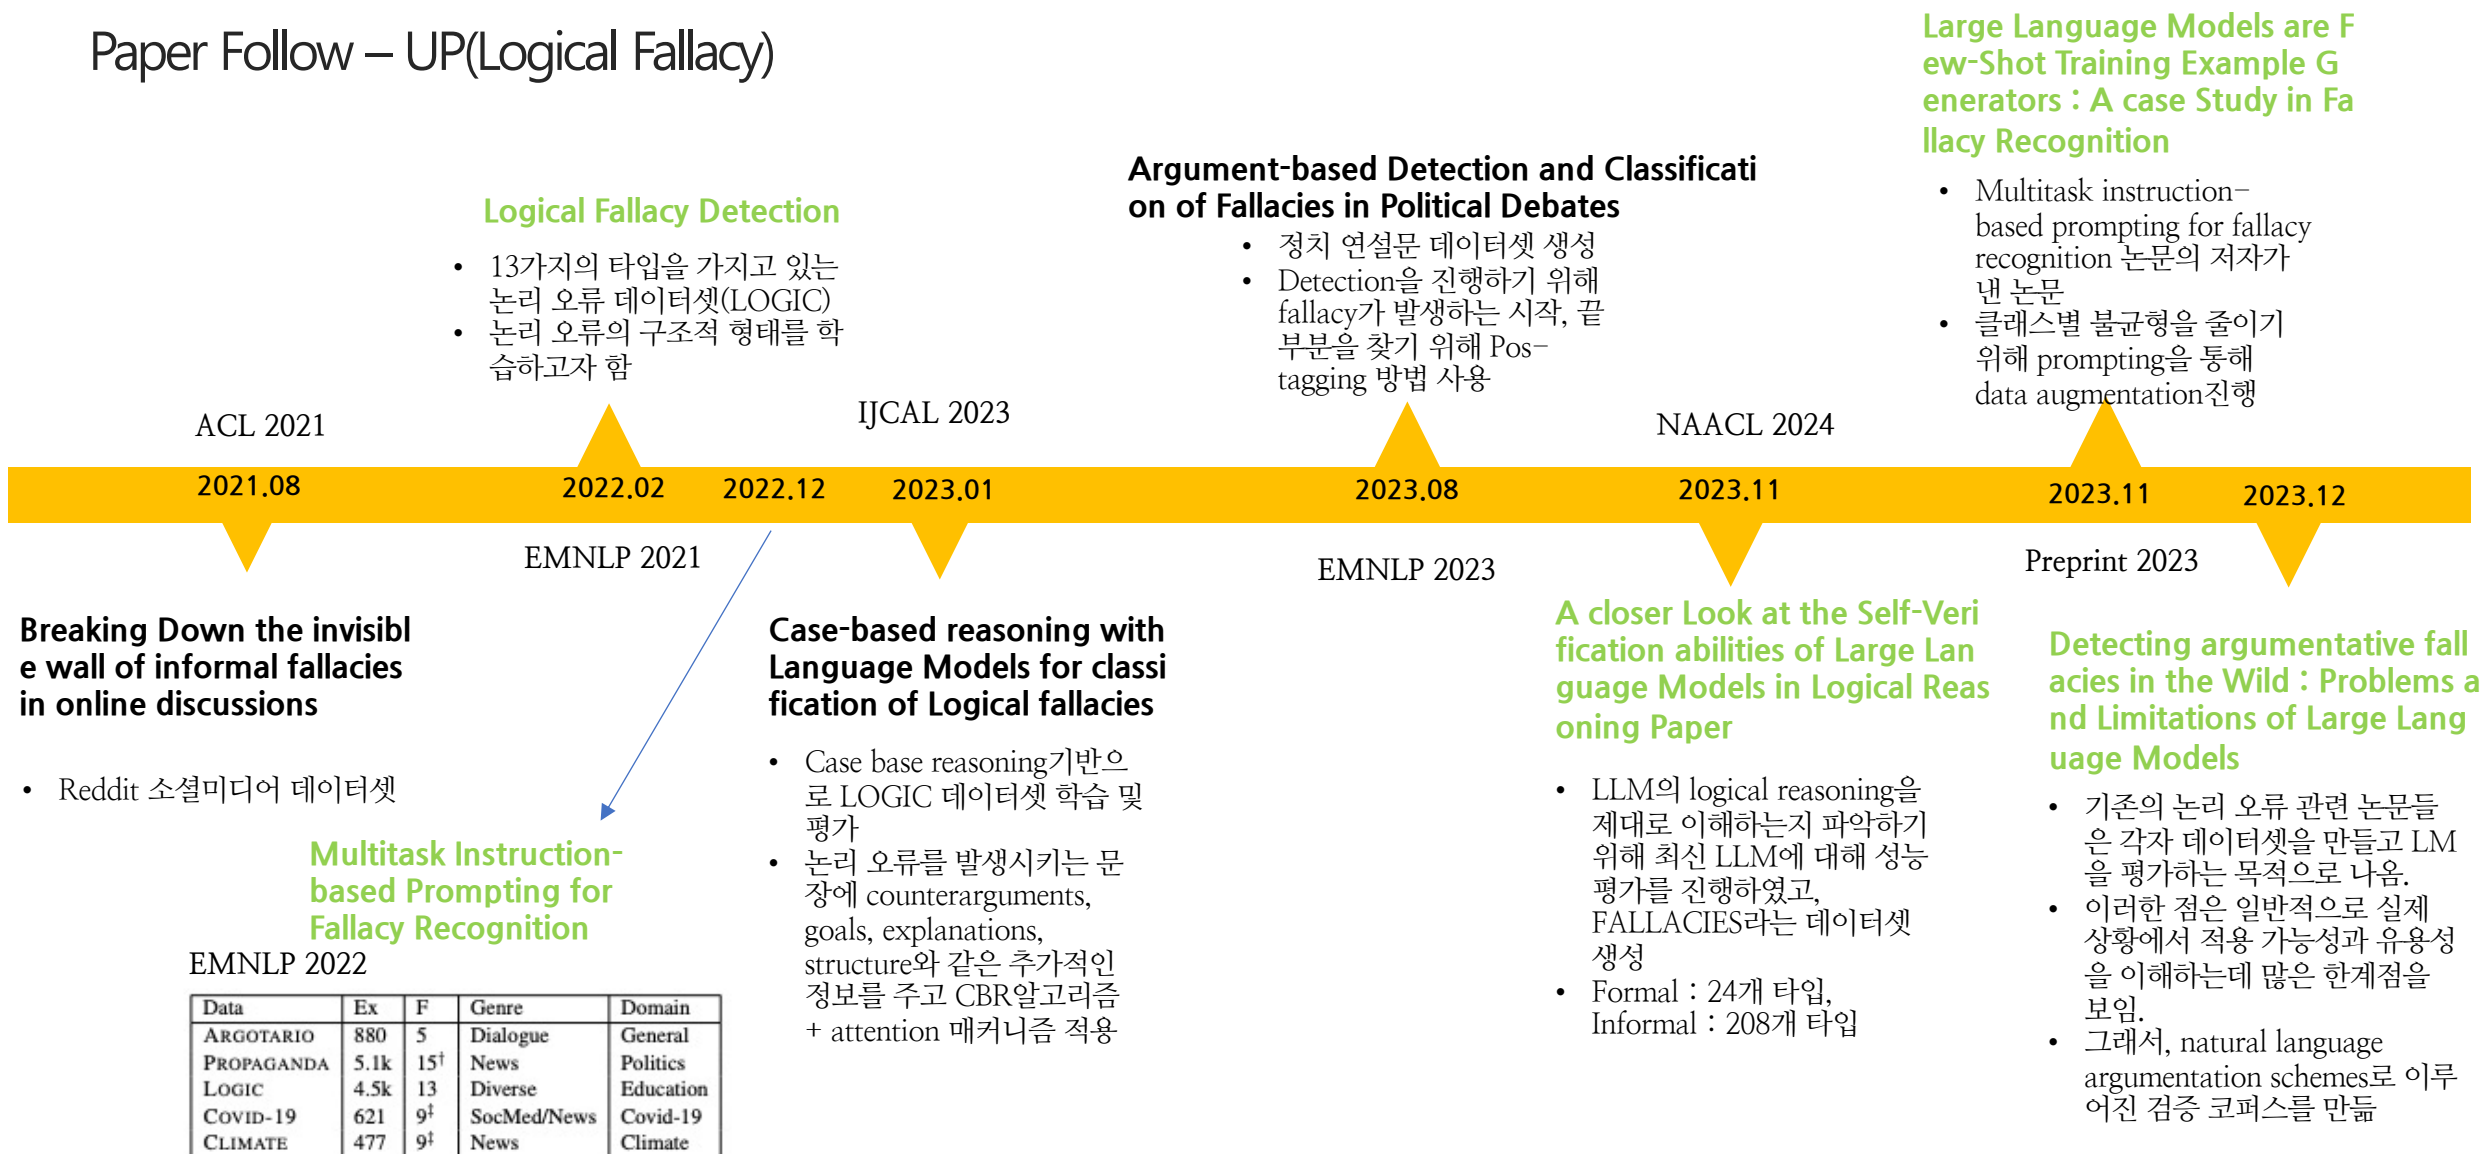 Paper Follow – UP(Logical Fallacy)
Large Language Models are F
ew-Shot Training Example G
enerators : A case Study in Fa
llacy Recognition
• Multitask instruction-
based prompting for fallacy
recognition 논문의 저자가
낸 논문
• 클래스별 불균형을 줄이기
위해 prompting을 통해
data augmentation진행
Argument-based Detection and Classificati
on of Fallacies in Political Debates
• 정치 연설문 데이터셋 생성
• Detection을 진행하기 위해
fallacy가 발생하는 시작, 끝
부분을 찾기 위해 Pos-
tagging 방법 사용
Logical Fallacy Detection
• 13가지의 타입을 가지고 있는
논리 오류 데이터셋(LOGIC)
• 논리 오류의 구조적 형태를 학
습하고자 함
ACL 2021
IJCAL 2023
NAACL 2024
2021.08
2022.02
2022.12
2023.01
2023.08
2023.11
2023.11
2023.12
EMNLP 2021
EMNLP 2023
Preprint 2023
Breaking Down the invisibl
e wall of informal fallacies
in online discussions
• Reddit 소셜미디어 데이터셋
Multitask Instruction-
based Prompting for
Fallacy Recognition
EMNLP 2022
Data Ex F Genre Domain
ARGOTARIO 880 5 Dialogue General
PROPAGANDA 5.1k 15† News Politics
LOGIC 4.5k 13 Diverse Education
COVID-19 621 9‡ SocMed/News Covid-19
CLIMATE 477 9‡ News Climate
Case-based reasoning with
Language Models for classi
fication of Logical fallacies
• Case base reasoning기반으
로 LOGIC 데이터셋 학습 및
평가
• 논리 오류를 발생시키는 문
장에 counterarguments,
goals, explanations,
structure와 같은 추가적인
정보를 주고 CBR알고리즘
+ attention 매커니즘 적용
A closer Look at the Self-Veri
fication abilities of Large Lan
guage Models in Logical Reas
oning Paper
• LLM의 logical reasoning을
제대로 이해하는지 파악하기
위해 최신 LLM에 대해 성능
평가를 진행하였고,
FALLACIES라는 데이터셋
생성
• Formal : 24개 타입,
Informal : 208개 타입
Detecting argumentative fall
acies in the Wild : Problems a
nd Limitations of Large Lang
uage Models
• 기존의 논리 오류 관련 논문들
은 각자 데이터셋을 만들고 LM
을 평가하는 목적으로 나옴.
• 이러한 점은 일반적으로 실제
상황에서 적용 가능성과 유용성
을 이해하는데 많은 한계점을
보임.
• 그래서, natural language
argumentation schemes로 이루
어진 검증 코퍼스를 만듦